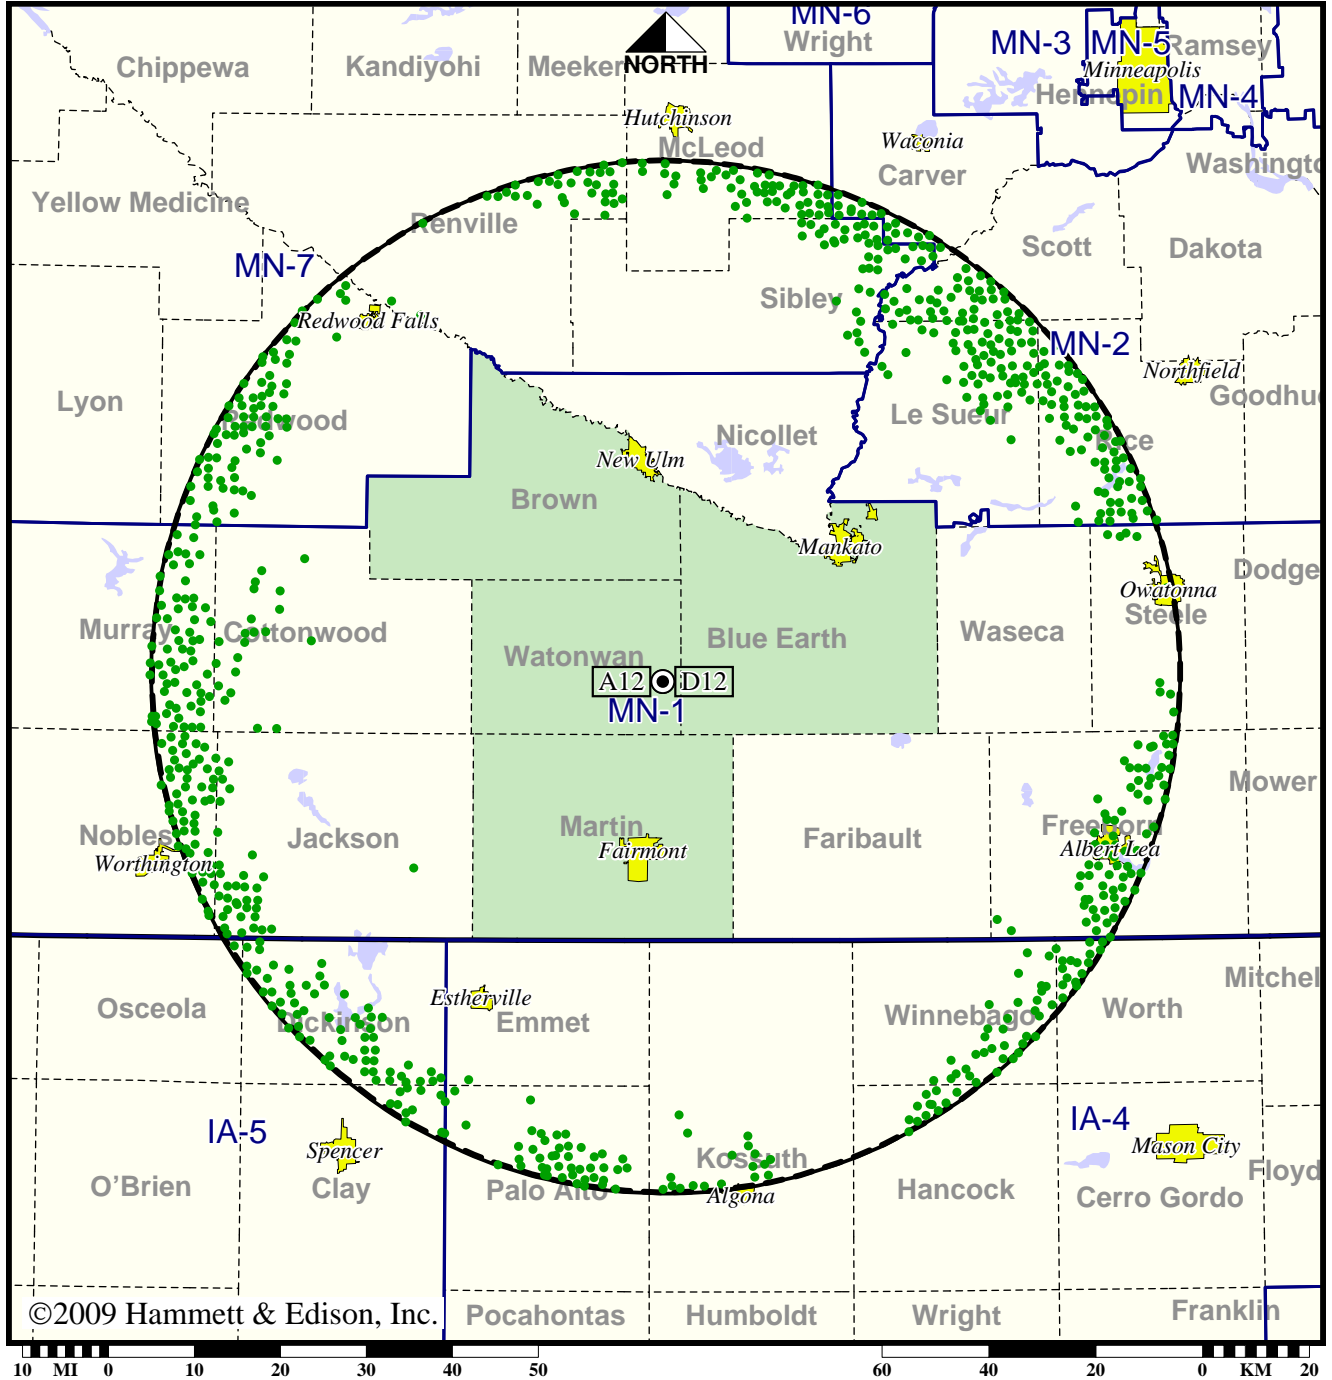 MN-6
Wright
MN-3
MN-5
Ramsey
Chippewa
Kandiyohi
Meeker
NORTH
Minneapolis
Hennepin
MN-4
Hutchinson
McLeod
Waconia
Carver
Washingto
Yellow Medicine
Renville
Scott
Dakota
MN-7
Sibley
Redwood Falls
MN-2
Northfield
Lyon
Redwood
Nicollet
Le Sueur
Rice
Goodhu
New Ulm
Brown
Mankato
Owatonna
Steele
Dodge
Murray
Cottonwood
Watonwan
Blue Earth
Waseca
A12
D12
MN-1
Mower
Nobles
Worthington
Jackson
Martin
Fairmont
Faribault
Freeborn
Albert Lea
Osceola
Dickinson
Estherville
Emmet
Winnebago
Worth
Mitchel
IA-5
Spencer
IA-4
Mason City
O'Brien
Clay
Palo Alto
Kossuth
Algona
Hancock
Cerro Gordo
Floyd
©2009 Hammett & Edison, Inc.
Pocahontas
Humboldt
Wright
Franklin
10 MI 0 10 20 30 40 50
60 40 20 0 KM 20